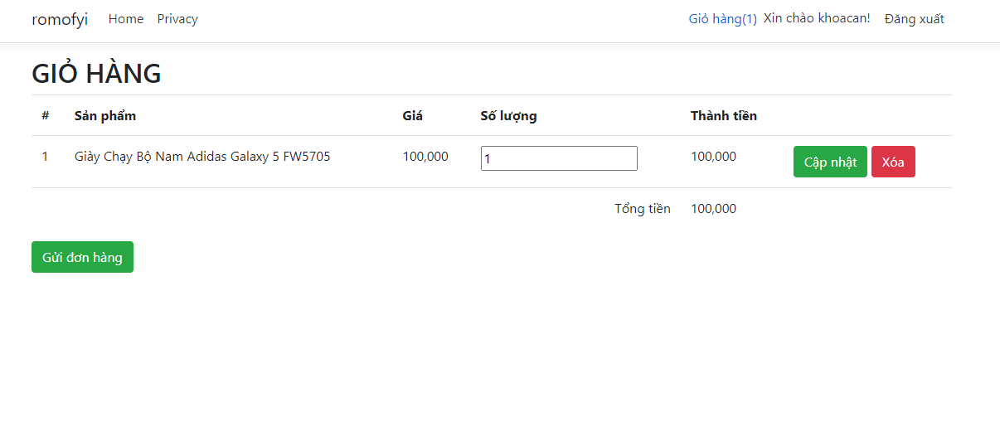 romofyi Home Privacy Giỏ hàng(1) Xin chào khoacan! Đăng xuất
GIỎ HÀNG
# Sản phẩm Giá Số lượng Thành tiền
1 Giày Chạy Bộ Nam Adidas Galaxy 5 FW5705 100,000 1 100,000 Cập nhật Xóa
Tổng tiền 100,000
Gửi đơn hàng